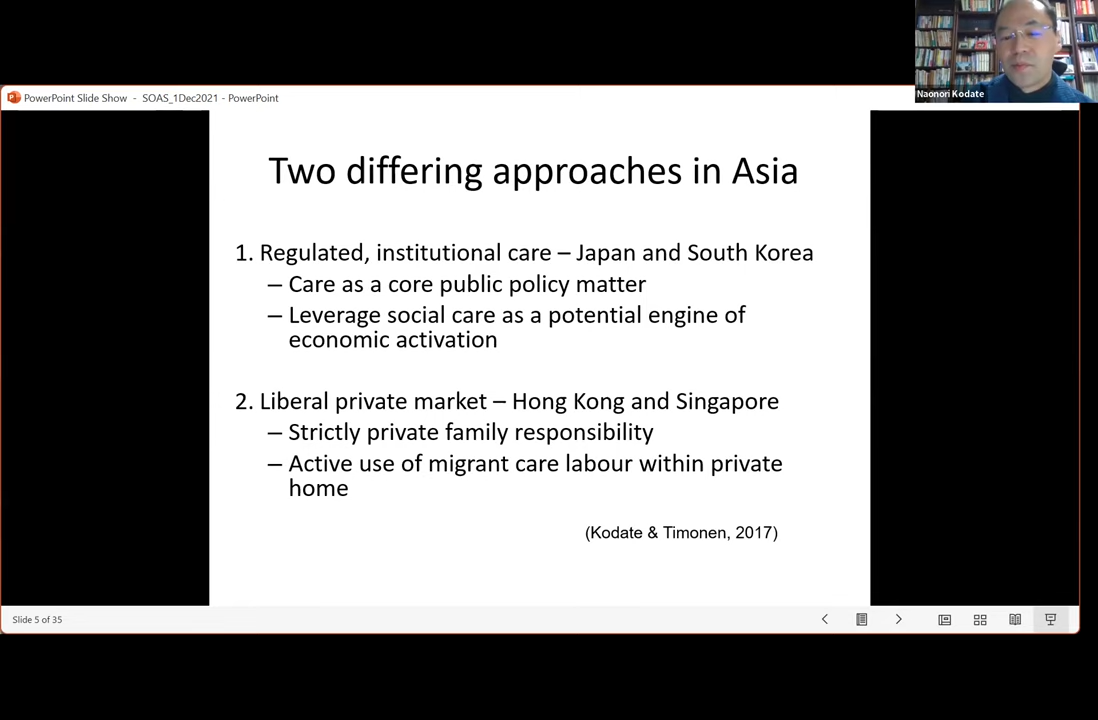 Naonori Kodate
PowerPoint Slide Show - SOAS_1Dec2021 - PowerPoint
Two differing approaches in Asia
1. Regulated, institutional care – Japan and South Korea
– Care as a core public policy matter
– Leverage social care as a potential engine of
economic activation
2. Liberal private market – Hong Kong and Singapore
– Strictly private family responsibility
– Active use of migrant care labour within private
home
(Kodate & Timonen, 2017)
Slide 5 of 35